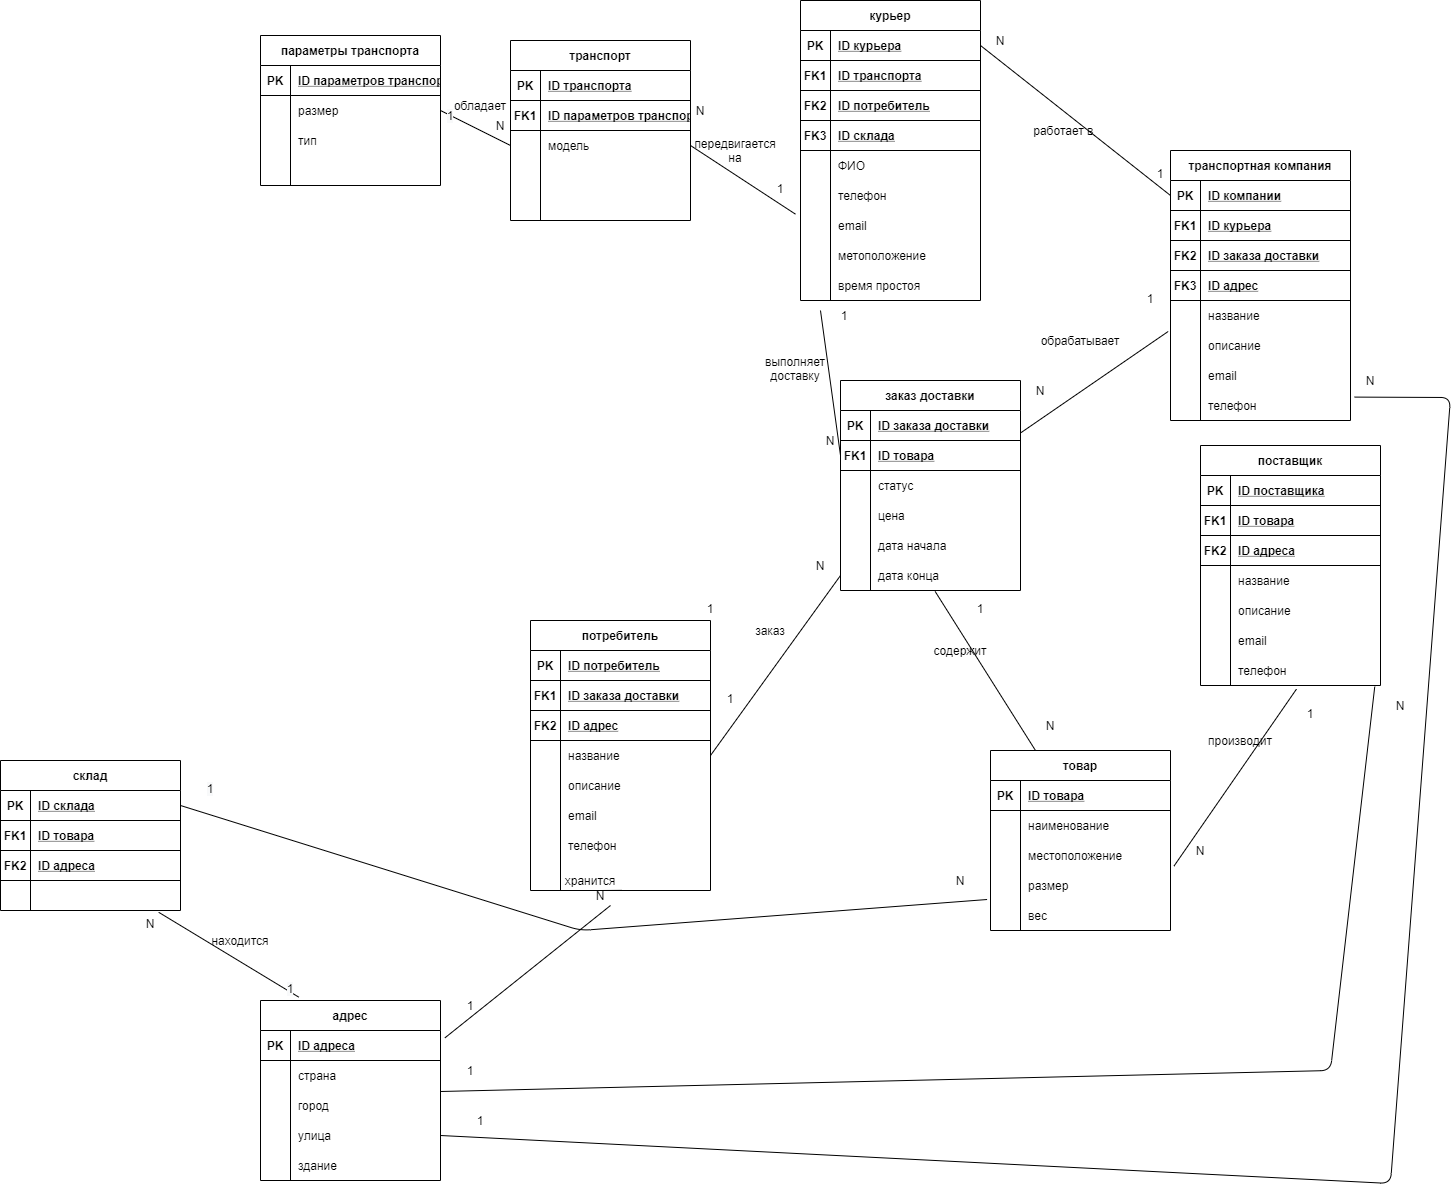 параметры транспорта
PK ID параметров транспор
размер
тип
1
обладает
N
транспорт
PK ID транспорта
FK1 ID параметров транспор
модель
N
передвигается
на
1
курьер
PK ID курьера
FK1 ID транспорта
FK2 ID потребитель
FK3 ID склада
ФИО
телефон
email
метоположение
время простоя
N
работает в
1
транспортная компания
PK ID компании
FK1 ID курьера
FK2 ID заказа доставки
FK3 ID адрес
название
описание
email
телефон
1
обрабатывает
N
1
выполняет
доставку
N
заказ доставки
PK ID заказа доставки
FK1 ID товара
статус
цена
дата начала
дата конца
N
поставщик
PK ID поставщика
FK1 ID товара
FK2 ID адреса
название
описание
email
телефон
N
заказ
1
1
потребитель
PK ID потребитель
FK1 ID заказа доставки
FK2 ID адрес
название
описание
email
телефон
хранится
N
1
содержит
N
1
производит
N
N
товар
PK ID товара
наименование
местоположение
размер
вес
N
склад
PK ID склада
FK1 ID товара
FK2 ID адреса
1
N
находится
1
адрес
PK ID адреса
страна
город
улица
здание
1
1
1